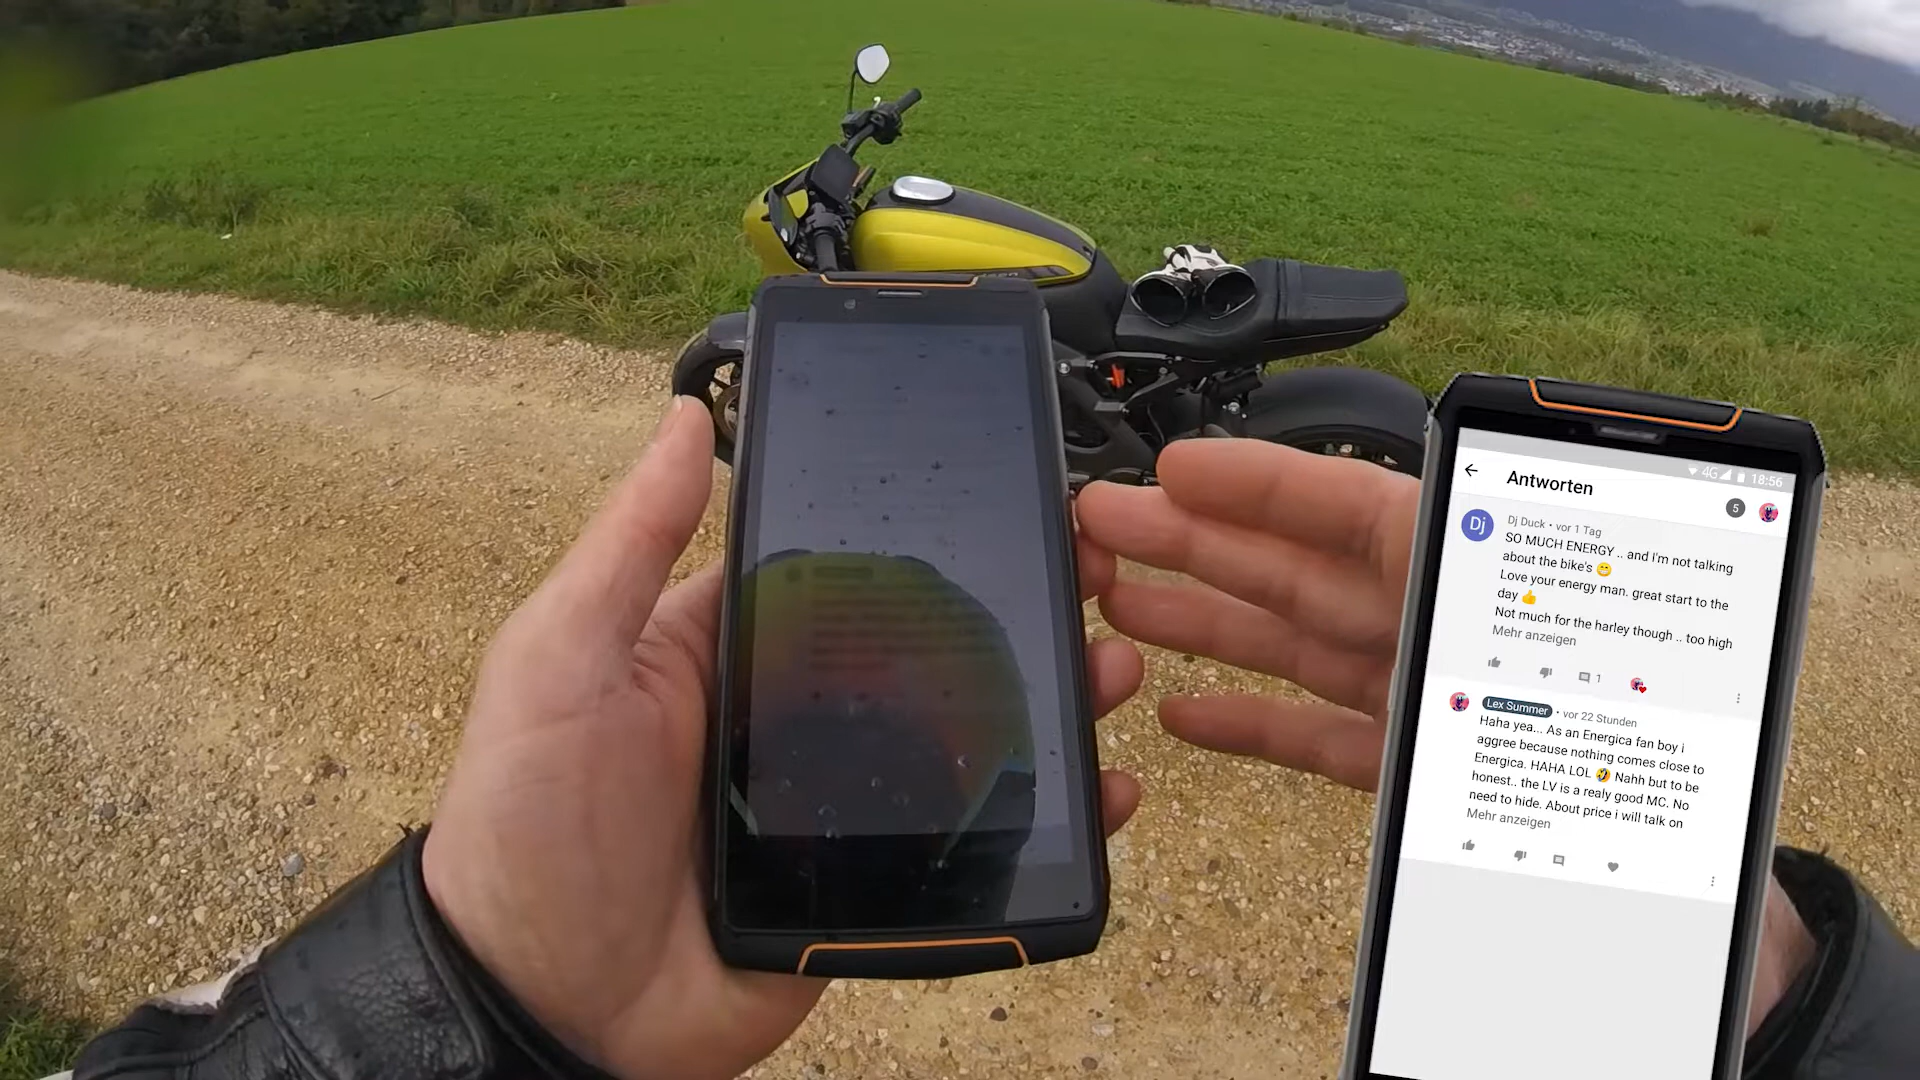 4G 18:56
Antworten
5
Dj
Dj Duck • vor 1 Tag
SO MUCH ENERGY .. and I'm not talking
about the bike's 😁
Love your energy man. great start to the
day 👍
Not much for the harley though .. too high
Mehr anzeigen
1
Lex Summer • vor 22 Stunden
Haha yea... As an Energica fan boy i
aggree because nothing comes close to
Energica. HAHA LOL 🤣 Nahh but to be
honest.. the LV is a realy good MC. No
need to hide. About price i will talk on
Mehr anzeigen